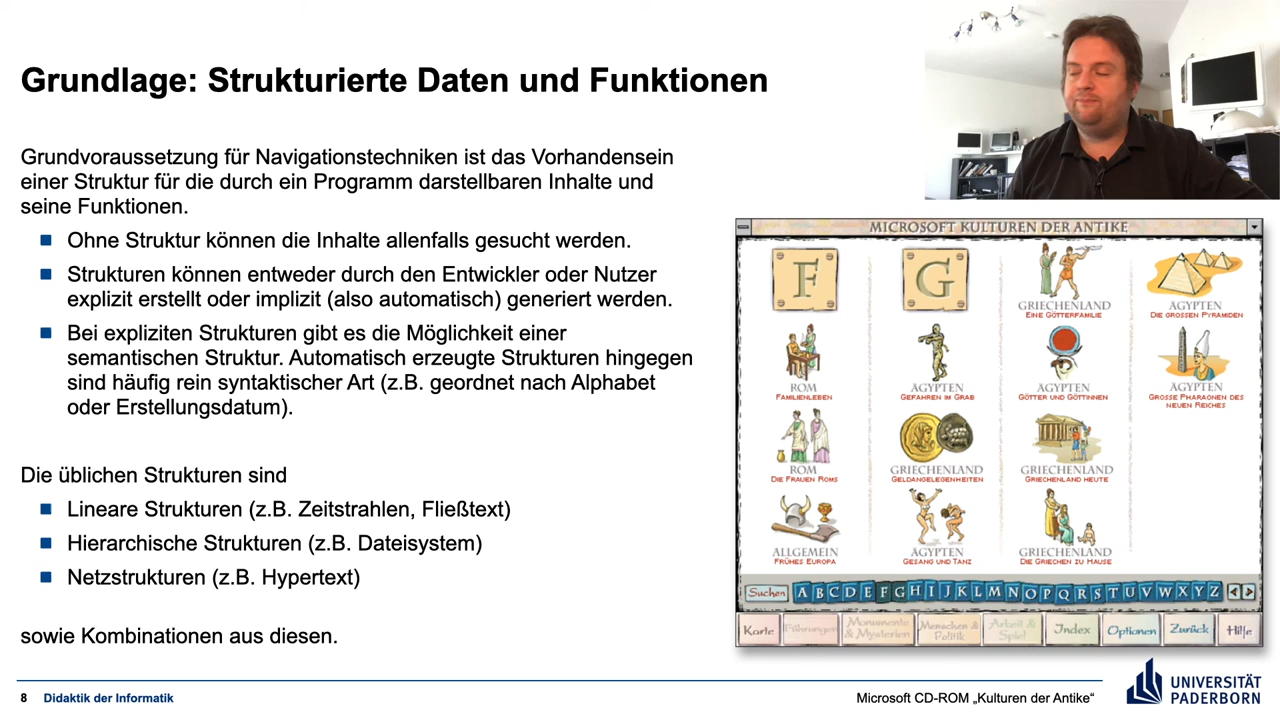 Grundlage: Strukturierte Daten und Funktionen
Grundvoraussetzung für Navigationstechniken ist das Vorhandensein
einer Struktur für die durch ein Programm darstellbaren Inhalte und
seine Funktionen.
Ohne Struktur können die Inhalte allenfalls gesucht werden.
Strukturen können entweder durch den Entwickler oder Nutzer
explizit erstellt oder implizit (also automatisch) generiert werden.
Bei expliziten Strukturen gibt es die Möglichkeit einer
semantischen Struktur. Automatisch erzeugte Strukturen hingegen
sind häufig rein syntaktischer Art (z.B. geordnet nach Alphabet
oder Erstellungsdatum).
Die üblichen Strukturen sind
Lineare Strukturen (z.B. Zeitstrahlen, Fließtext)
Hierarchische Strukturen (z.B. Dateisystem)
Netzstrukturen (z.B. Hypertext)
sowie Kombinationen aus diesen.
MICROSOFT KULTUREN DER ANTIKE
F
ROM
FAMILIENLEBEN
ROM
DIE FRAUEN ROMS
ALLGEMEIN
FRÜHES EUROPA
G
ÄGYPTEN
GEFAHREN IM GRAB
GRIECHENLAND
GELDANGELEGENHEITEN
ÄGYPTEN
GESANG UND TANZ
GRIECHENLAND
EINE GÖTTERFAMILIE
ÄGYPTEN
GÖTTER UND GÖTTINNEN
GRIECHENLAND
GRIECHENLAND HEUTE
GRIECHENLAND
DIE GRIECHEN ZU HAUSE
ÄGYPTEN
DIE GROSSEN PYRAMIDEN
ÄGYPTEN
GROSSE PHARAONEN DES
NEUEN REICHES
Suchen A B C D E F G H I J K L M N O P Q R S T U V W X Y Z
Karte Führungen Monumente & Mysterien Menschen & Politik Arbeit & Spiel Index Optionen Zurück Hilfe
8 Didaktik der Informatik
Microsoft CD-ROM „Kulturen der Antike“
UNIVERSITÄT
PADERBORN